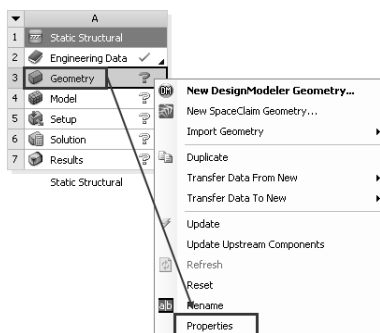 A
1 Static Structural
2 Engineering Data
3 Geometry
4 Model
5 Setup
6 Solution
7 Results
Static Structural
New DesignModeler Geometry...
New SpaceClaim Geometry...
Import Geometry
Duplicate
Transfer Data From New
Transfer Data To New
Update
Update Upstream Components
Refresh
Reset
Rename
Properties